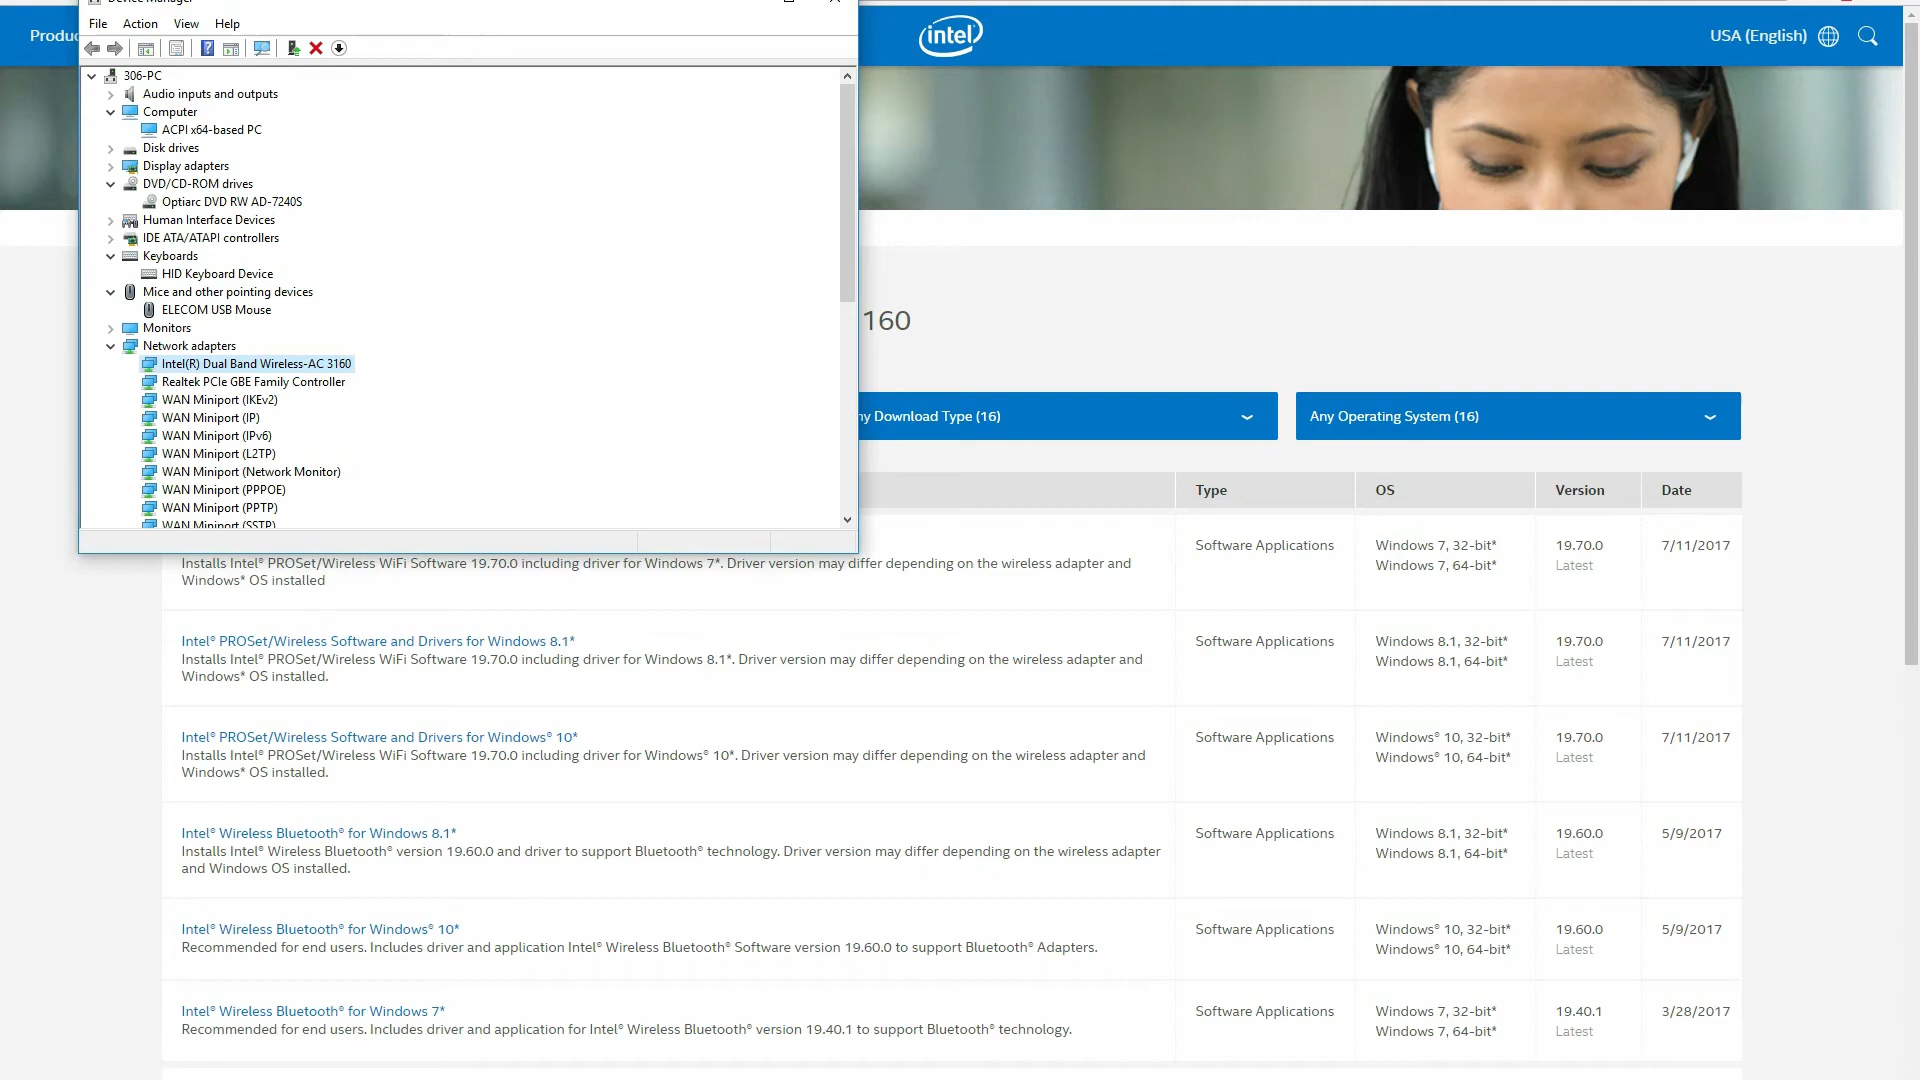 File Action View Help
306-PC
Audio inputs and outputs
Computer
ACPI x64-based PC
Disk drives
Display adapters
DVD/CD-ROM drives
Optiarc DVD RW AD-7240S
Human Interface Devices
IDE ATA/ATAPI controllers
Keyboards
HID Keyboard Device
Mice and other pointing devices
ELECOM USB Mouse
Monitors
Network adapters
Intel(R) Dual Band Wireless-AC 3160
Realtek PCIe GBE Family Controller
WAN Miniport (IKEv2)
WAN Miniport (IP)
WAN Miniport (IPv6)
WAN Miniport (L2TP)
WAN Miniport (Network Monitor)
WAN Miniport (PPPOE)
WAN Miniport (PPTP)
WAN Miniport (SSTP)
Produc
intel
USA (English)
160
ny Download Type (16)
Any Operating System (16)
Type OS Version Date
Software Applications Windows 7, 32-bit* 19.70.0 7/11/2017
Installs Intel® PROSet/Wireless WiFi Software 19.70.0 including driver for Windows 7*. Driver version may differ depending on the wireless adapter and Windows 7, 64-bit* Latest
Windows* OS installed
Intel® PROSet/Wireless Software and Drivers for Windows 8.1* Software Applications Windows 8.1, 32-bit* 19.70.0 7/11/2017
Installs Intel® PROSet/Wireless WiFi Software 19.70.0 including driver for Windows 8.1*. Driver version may differ depending on the wireless adapter and Windows 8.1, 64-bit* Latest
Windows* OS installed.
Intel® PROSet/Wireless Software and Drivers for Windows® 10* Software Applications Windows® 10, 32-bit* 19.70.0 7/11/2017
Installs Intel® PROSet/Wireless WiFi Software 19.70.0 including driver for Windows® 10*. Driver version may differ depending on the wireless adapter and Windows® 10, 64-bit* Latest
Windows* OS installed.
Intel® Wireless Bluetooth® for Windows 8.1* Software Applications Windows 8.1, 32-bit* 19.60.0 5/9/2017
Installs Intel® Wireless Bluetooth® version 19.60.0 and driver to support Bluetooth® technology. Driver version may differ depending on the wireless adapter Windows 8.1, 64-bit* Latest
and Windows OS installed.
Intel® Wireless Bluetooth® for Windows® 10* Software Applications Windows® 10, 32-bit* 19.60.0 5/9/2017
Recommended for end users. Includes driver and application Intel® Wireless Bluetooth® Software version 19.60.0 to support Bluetooth® Adapters. Windows® 10, 64-bit* Latest
Intel® Wireless Bluetooth® for Windows 7* Software Applications Windows 7, 32-bit* 19.40.1 3/28/2017
Recommended for end users. Includes driver and application for Intel® Wireless Bluetooth® version 19.40.1 to support Bluetooth® technology. Windows 7, 64-bit* Latest